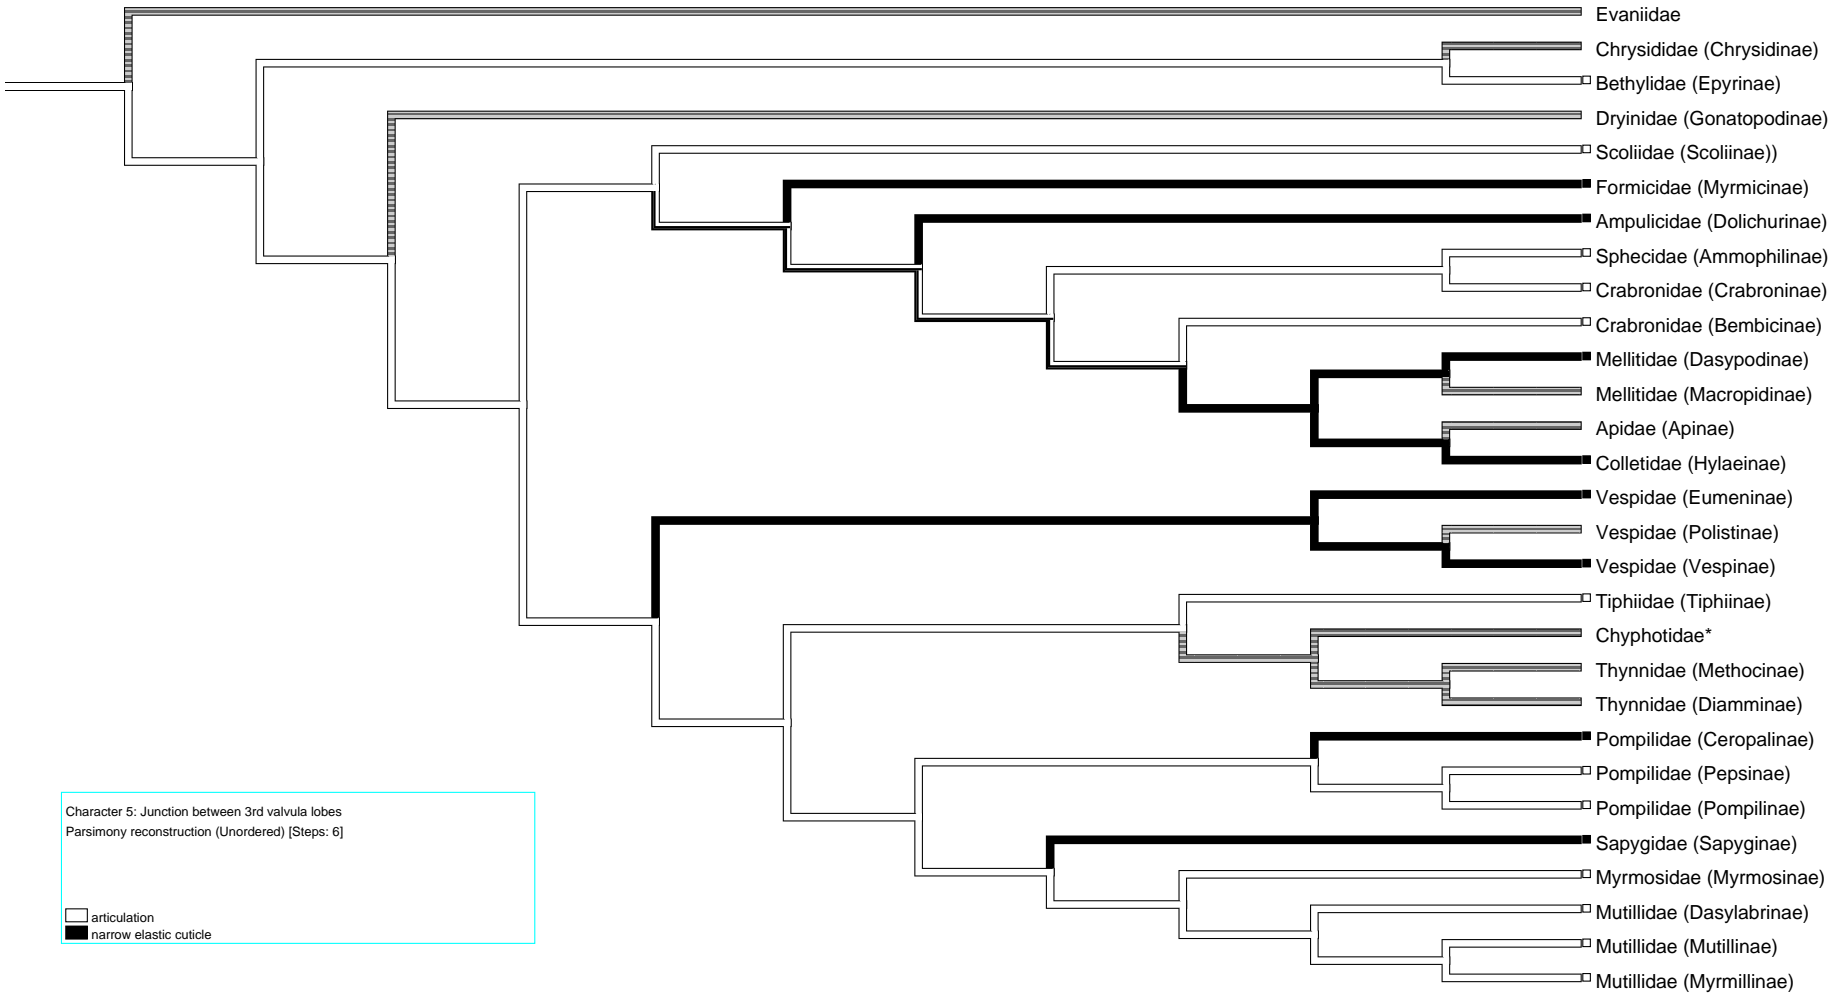 Evaniidae
Chrysididae (Chrysidinae)
Bethylidae (Epyrinae)
Dryinidae (Gonatopodinae)
Scoliidae (Scoliinae))
Formicidae (Myrmicinae)
Ampulicidae (Dolichurinae)
Sphecidae (Ammophilinae)
Crabronidae (Crabroninae)
Crabronidae (Bembicinae)
Mellitidae (Dasypodinae)
Mellitidae (Macropidinae)
Apidae (Apinae)
Colletidae (Hylaeinae)
Vespidae (Eumeninae)
Vespidae (Polistinae)
Vespidae (Vespinae)
Tiphiidae (Tiphiinae)
Chyphotidae*
Thynnidae (Methocinae)
Thynnidae (Diamminae)
Pompilidae (Ceropalinae)
Pompilidae (Pepsinae)
Pompilidae (Pompilinae)
Sapygidae (Sapyginae)
Myrmosidae (Myrmosinae)
Mutillidae (Dasylabrinae)
Mutillidae (Mutillinae)
Mutillidae (Myrmillinae)
Character 5: Junction between 3rd valvula lobes
Parsimony reconstruction (Unordered) [Steps: 6]
articulation
narrow elastic cuticle